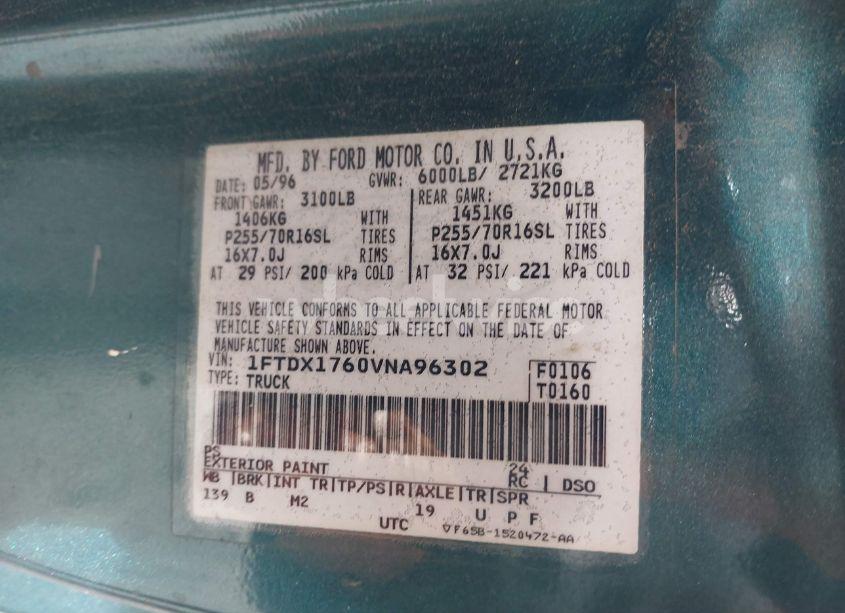 MFD. BY FORD MOTOR CO. IN U.S.A.
DATE: 05/96 GVWR: 6000LB/ 2721KG
FRONT GAWR: 3100LB REAR GAWR: 3200LB
1406KG WITH 1451KG WITH
P255/70R16SL TIRES P255/70R16SL TIRES
16X7.0J RIMS 16X7.0J RIMS
AT 29 PSI/ 200 kPa COLD AT 32 PSI/ 221 kPa COLD
THIS VEHICLE CONFORMS TO ALL APPLICABLE FEDERAL MOTOR
VEHICLE SAFETY STANDARDS IN EFFECT ON THE DATE OF
MANUFACTURE SHOWN ABOVE.
VIN: 1FTDX1760VNA96302 F0106
TYPE: TRUCK T0160
PS 24
EXTERIOR PAINT RC DSO
WB BRK INT TR TP/PS R AXLE TR SPR
139 B M2 19 U P F
UTC ▽F65B-1520472-AA